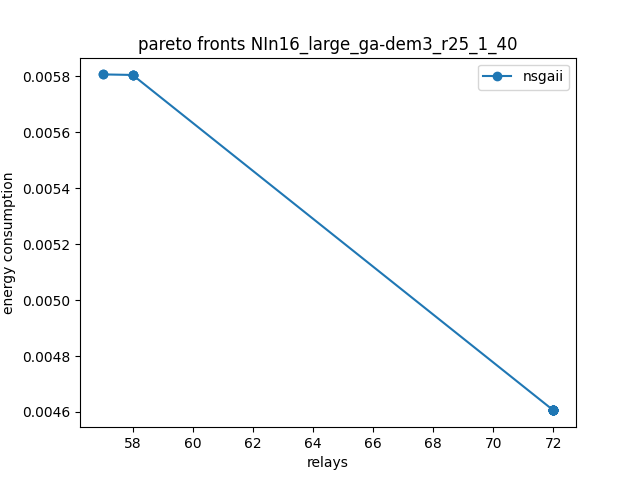 pareto fronts NIn16_large_ga-dem3_r25_1_40
nsgaii
energy consumption
0.0058
0.0056
0.0054
0.0052
0.0050
0.0048
0.0046
58 60 62 64 66 68 70 72
relays